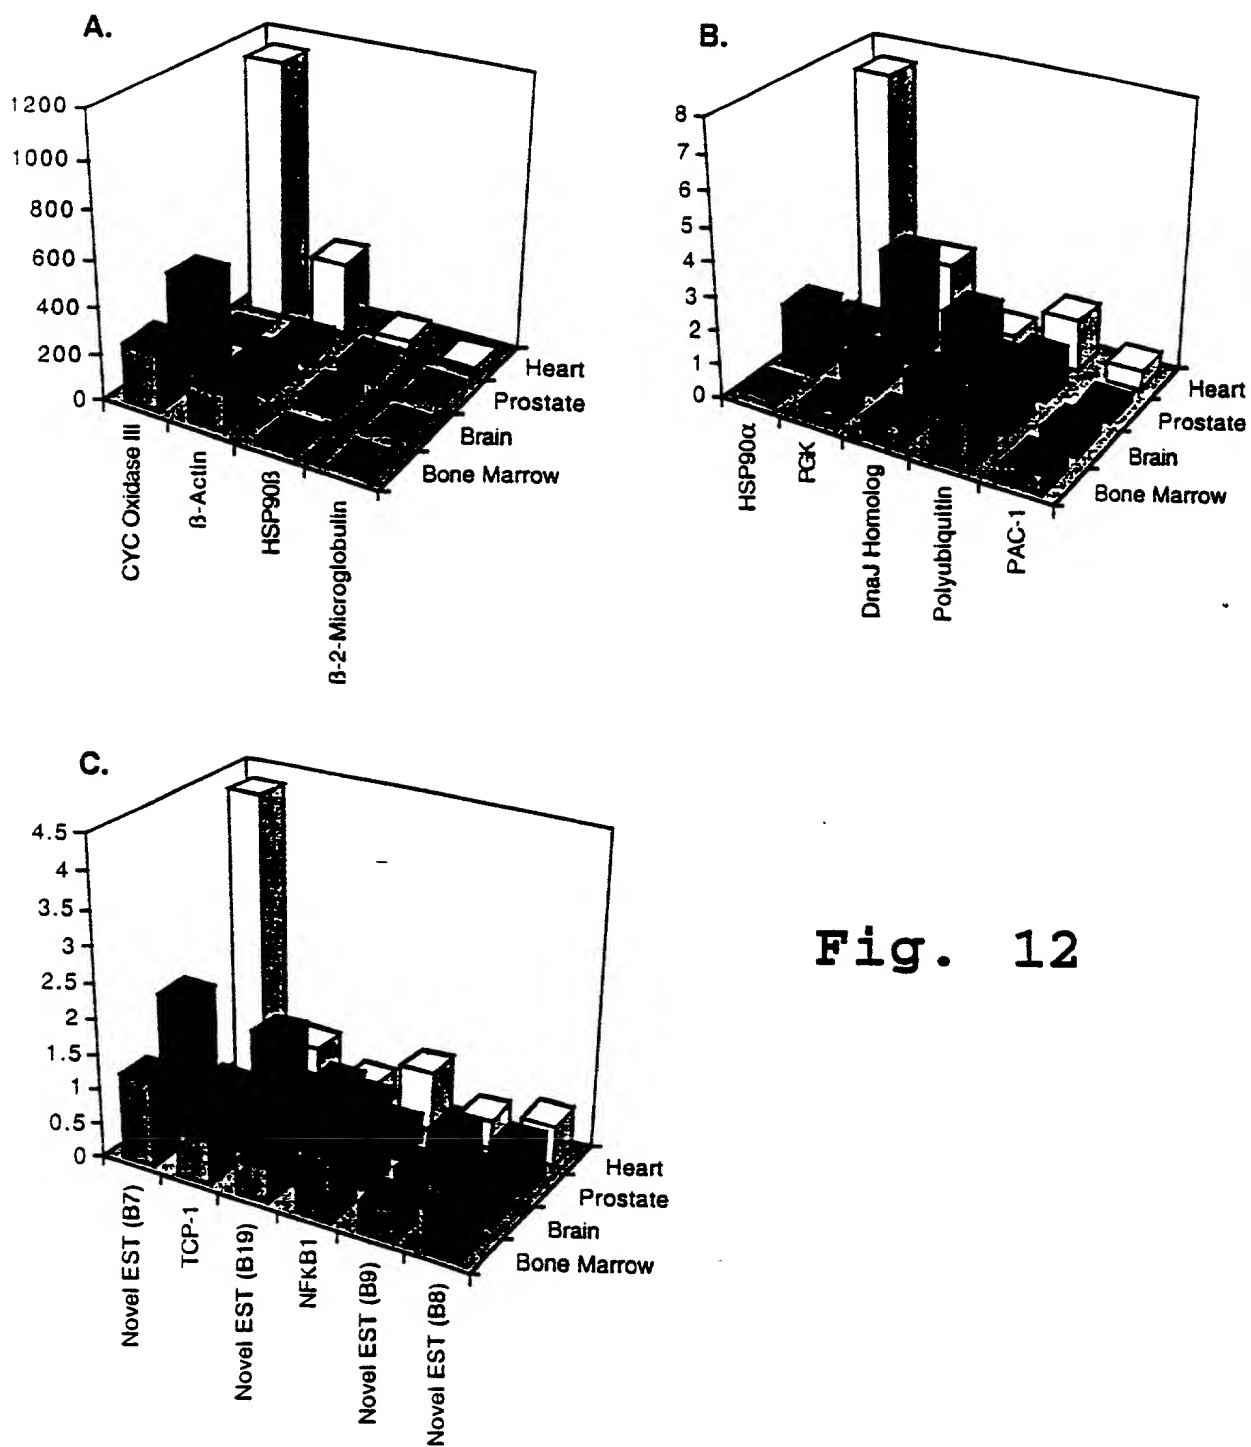 A.
1200
1000
800
600
400
200
0
CYC Oxidase III
ß-Actin
HSP90ß
ß-2-Microglobulin
Heart
Prostate
Brain
Bone Marrow
B.
8
7
6
5
4
3
2
1
0
HSP90α
PGK
DnaJ Homolog
Polyubiquitin
PAC-1
Heart
Prostate
Brain
Bone Marrow
C.
4.5
4
3.5
3
2.5
2
1.5
1
0.5
0
Novel EST (B7)
TCP-1
Novel EST (B19)
NFKB1
Novel EST (B9)
Novel EST (B8)
Heart
Prostate
Brain
Bone Marrow
Fig. 12